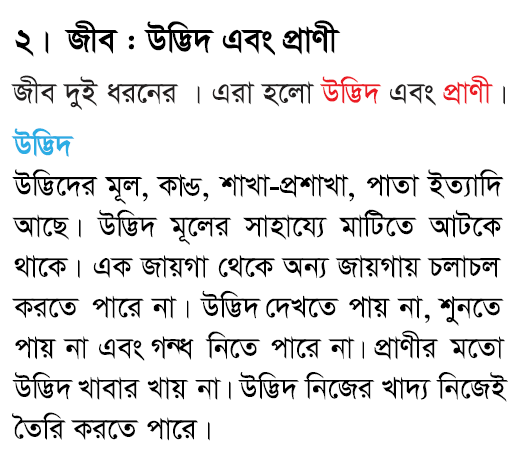 ২। জীব : উদ্ভিদ এবং প্রাণী
জীব দুই ধরনের । এরা হলো উদ্ভিদ এবং প্রাণী।
উদ্ভিদ
উদ্ভিদের মূল, কান্ড, শাখা-প্রশাখা, পাতা ইত্যাদি
আছে। উদ্ভিদ মূলের সাহায্যে মাটিতে আটকে
থাকে। এক জায়গা থেকে অন্য জায়গায় চলাচল
করতে পারে না। উদ্ভিদ দেখতে পায় না, শুনতে
পায় না এবং গন্ধ নিতে পারে না। প্রাণীর মতো
উদ্ভিদ খাবার খায় না। উদ্ভিদ নিজের খাদ্য নিজেই
তৈরি করতে পারে।